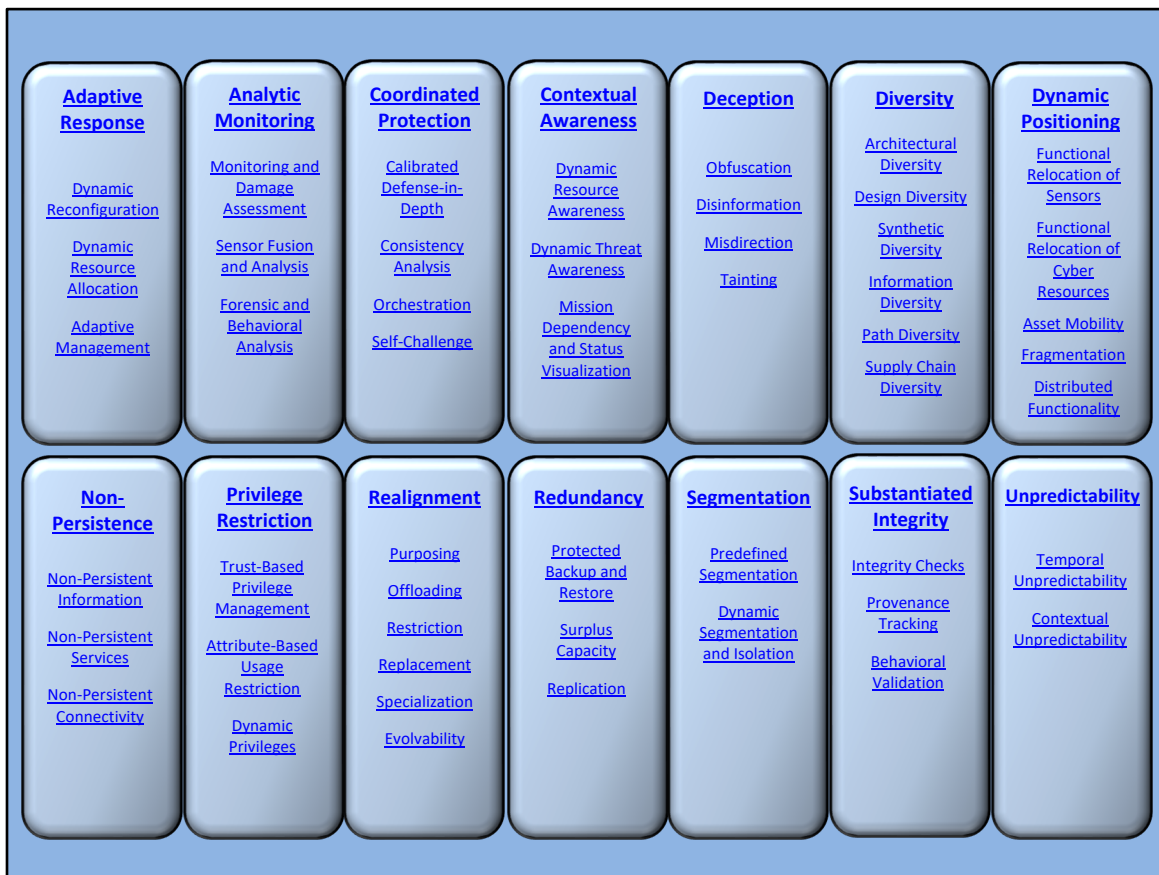 Adaptive
Response
Dynamic
Reconfiguration
Dynamic
Resource
Allocation
Adaptive
Management
Analytic
Monitoring
Monitoring and
Damage
Assessment
Sensor Fusion
and Analysis
Forensic and
Behavioral
Analysis
Coordinated
Protection
Calibrated
Defense-in-
Depth
Consistency
Analysis
Orchestration
Self-Challenge
Contextual
Awareness
Dynamic
Resource
Awareness
Dynamic Threat
Awareness
Mission
Dependency
and Status
Visualization
Deception
Obfuscation
Disinformation
Misdirection
Tainting
Diversity
Architectural
Diversity
Design Diversity
Synthetic
Diversity
Information
Diversity
Path Diversity
Supply Chain
Diversity
Dynamic
Positioning
Functional
Relocation of
Sensors
Functional
Relocation of
Cyber
Resources
Asset Mobility
Fragmentation
Distributed
Functionality
Non-
Persistence
Non-Persistent
Information
Non-Persistent
Services
Non-Persistent
Connectivity
Privilege
Restriction
Trust-Based
Privilege
Management
Attribute-Based
Usage
Restriction
Dynamic
Privileges
Realignment
Purposing
Offloading
Restriction
Replacement
Specialization
Evolvability
Redundancy
Protected
Backup and
Restore
Surplus
Capacity
Replication
Segmentation
Predefined
Segmentation
Dynamic
Segmentation
and Isolation
Substantiated
Integrity
Integrity Checks
Provenance
Tracking
Behavioral
Validation
Unpredictability
Temporal
Unpredictability
Contextual
Unpredictability